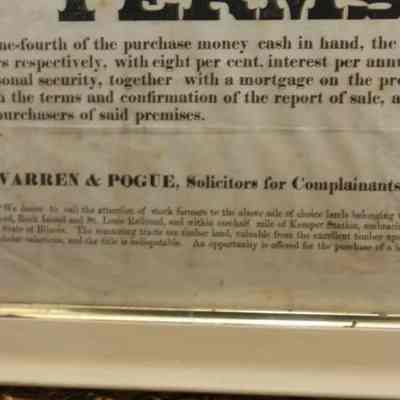 TERMS
ne-fourth of the purchase money cash in hand, the
rs respectively, with eight per cent. interest per annu
onal security, together with a mortgage on the pre
h the terms and confirmation of the report of sale, a
purchasers of said premises.
WARREN & POGUE, Solicitors for Complainants
We desire to call the attention of stock farmers to the above sale of choice lands belonging
Rock Island and St. Louis Railroad, and within one-half mile of Kemper Station, embracin
State of Illinois. The remaining tracts are timber land, valuable from the excellent timber
selections, and the title is indisputable. An opportunity is offered for the purchase of a